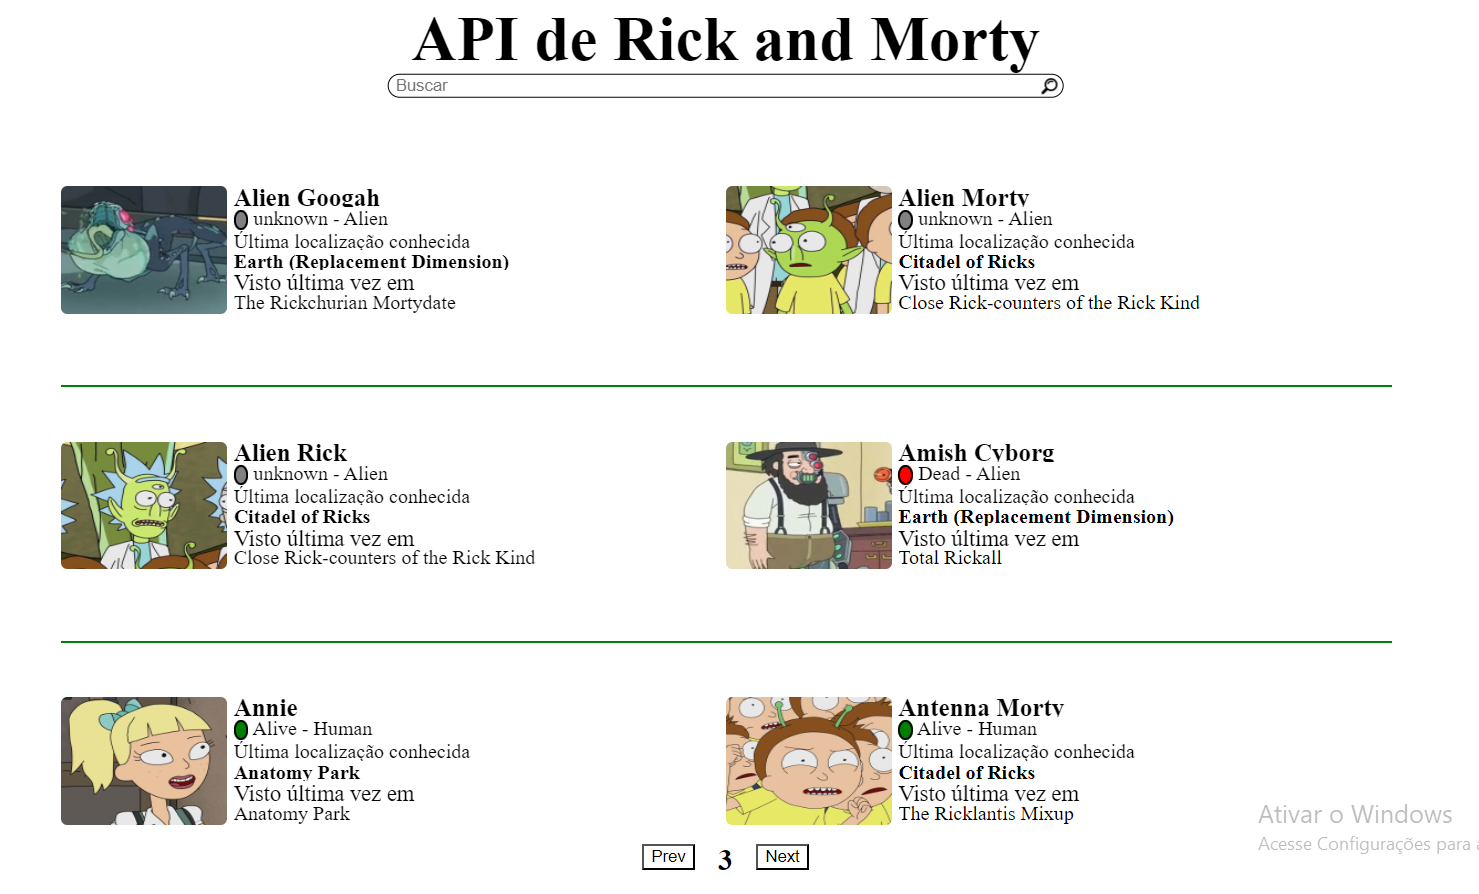 API de Rick and Morty
Buscar
Alien Googah
unknown - Alien
Última localização conhecida
Earth (Replacement Dimension)
Visto última vez em
The Rickchurian Mortydate
Alien Morty
unknown - Alien
Última localização conhecida
Citadel of Ricks
Visto última vez em
Close Rick-counters of the Rick Kind
Alien Rick
unknown - Alien
Última localização conhecida
Citadel of Ricks
Visto última vez em
Close Rick-counters of the Rick Kind
Amish Cyborg
Dead - Alien
Última localização conhecida
Earth (Replacement Dimension)
Visto última vez em
Total Rickall
Annie
Alive - Human
Última localização conhecida
Anatomy Park
Visto última vez em
Anatomy Park
Antenna Morty
Alive - Human
Última localização conhecida
Citadel of Ricks
Visto última vez em
The Ricklantis Mixup
Prev 3 Next
Ativar o Windows
Acesse Configurações para a